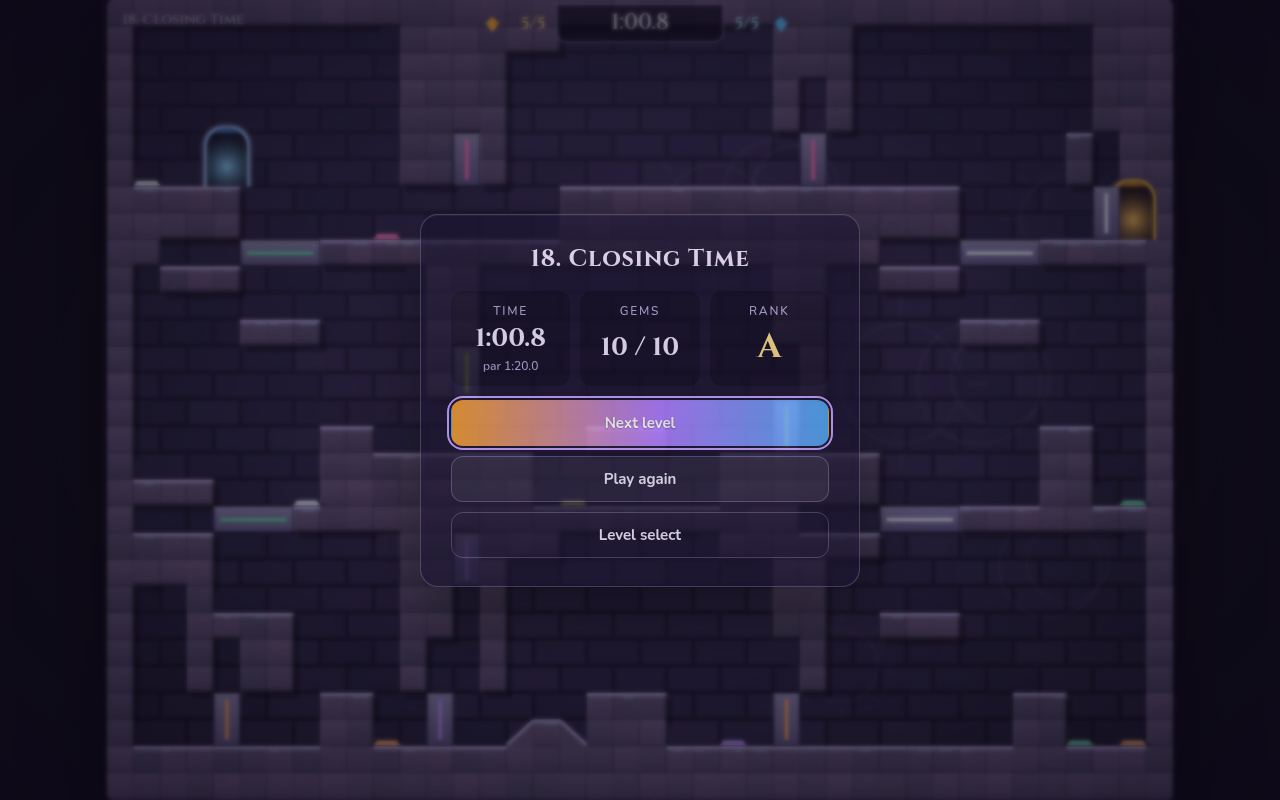 18. Closing Time
5/5
1:00.8
5/5
18. Closing Time
TIME
1:00.8
par 1:20.0
GEMS
10 / 10
RANK
A
Next level
Play again
Level select